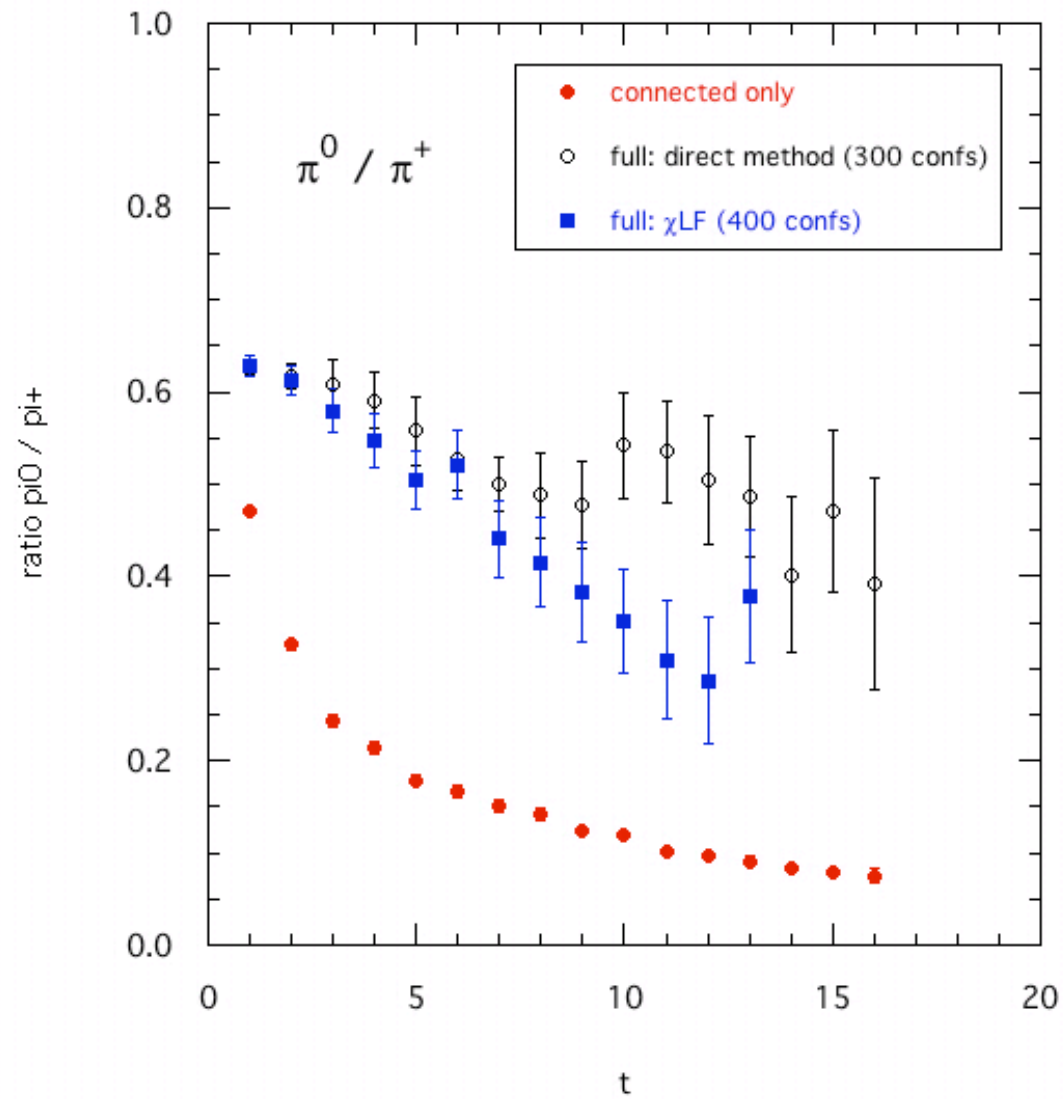 1.0
0.8
0.6
0.4
0.2
0.0
0
5
10
15
20
t
ratio pi0 / pi+
π⁰ / π⁺
connected only
full: direct method (300 confs)
full: χLF (400 confs)